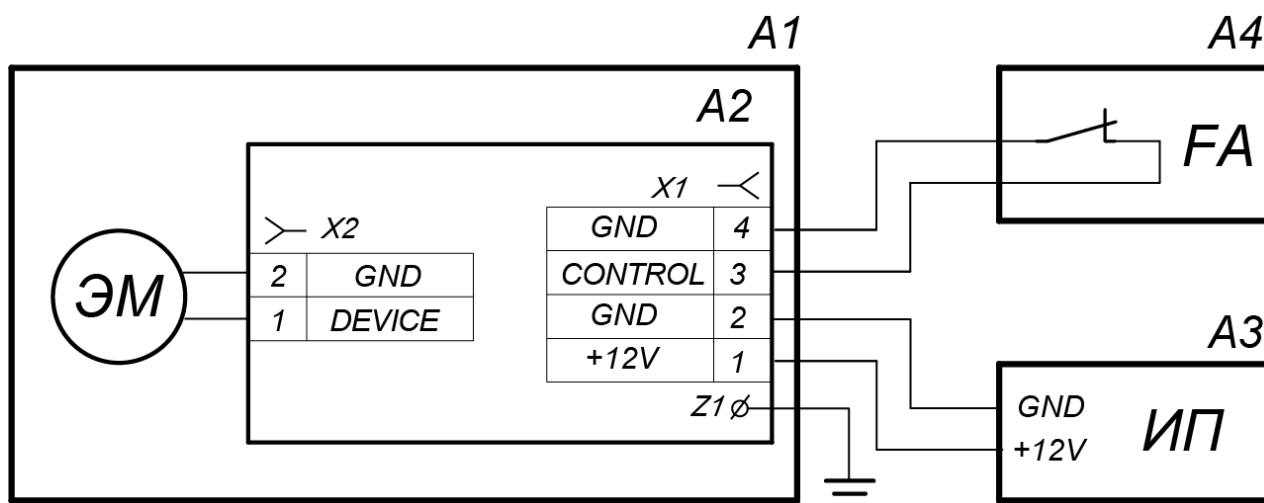 A1
A4
A2
FA
X1
X2
GND 4
2 GND
CONTROL 3
ЭМ
1 DEVICE
GND 2
+12V 1
A3
Z1
GND
+12V
ИП